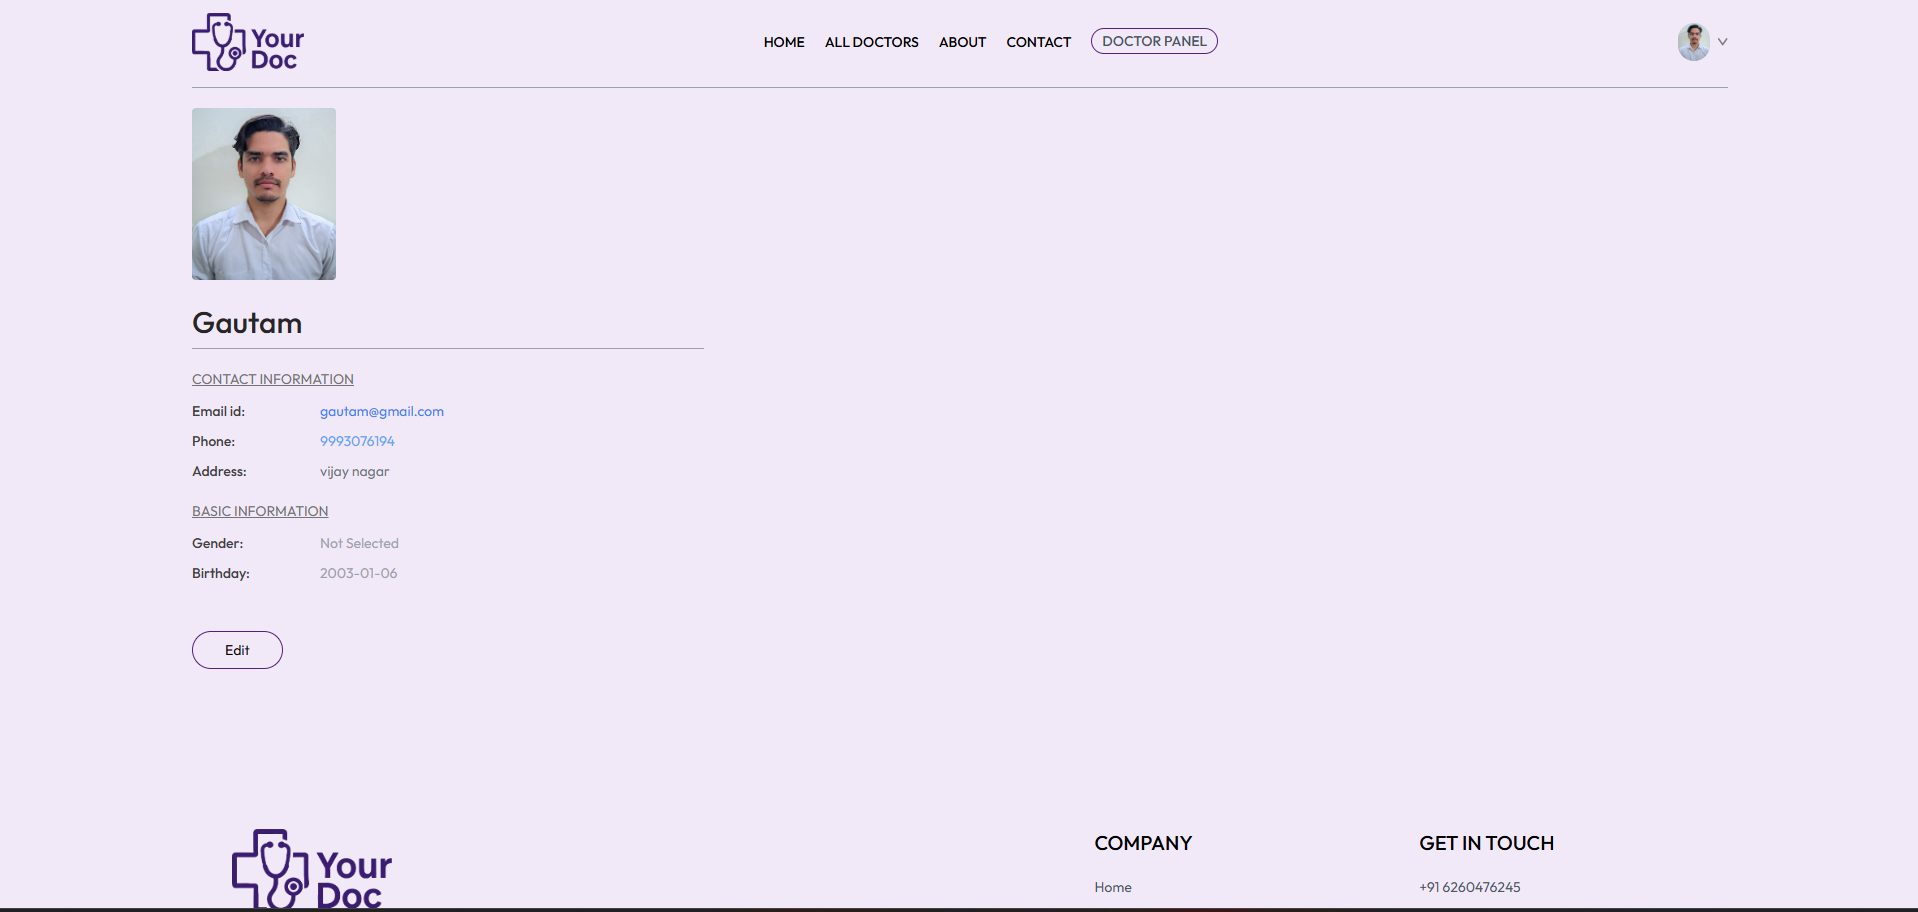 Your
Doc
HOME ALL DOCTORS ABOUT CONTACT DOCTOR PANEL
Gautam
CONTACT INFORMATION
Email id: gautam@gmail.com
Phone: 9993076194
Address: vijay nagar
BASIC INFORMATION
Gender: Not Selected
Birthday: 2003-01-06
Edit
Your
Doc
COMPANY
Home
GET IN TOUCH
+91 6260476245